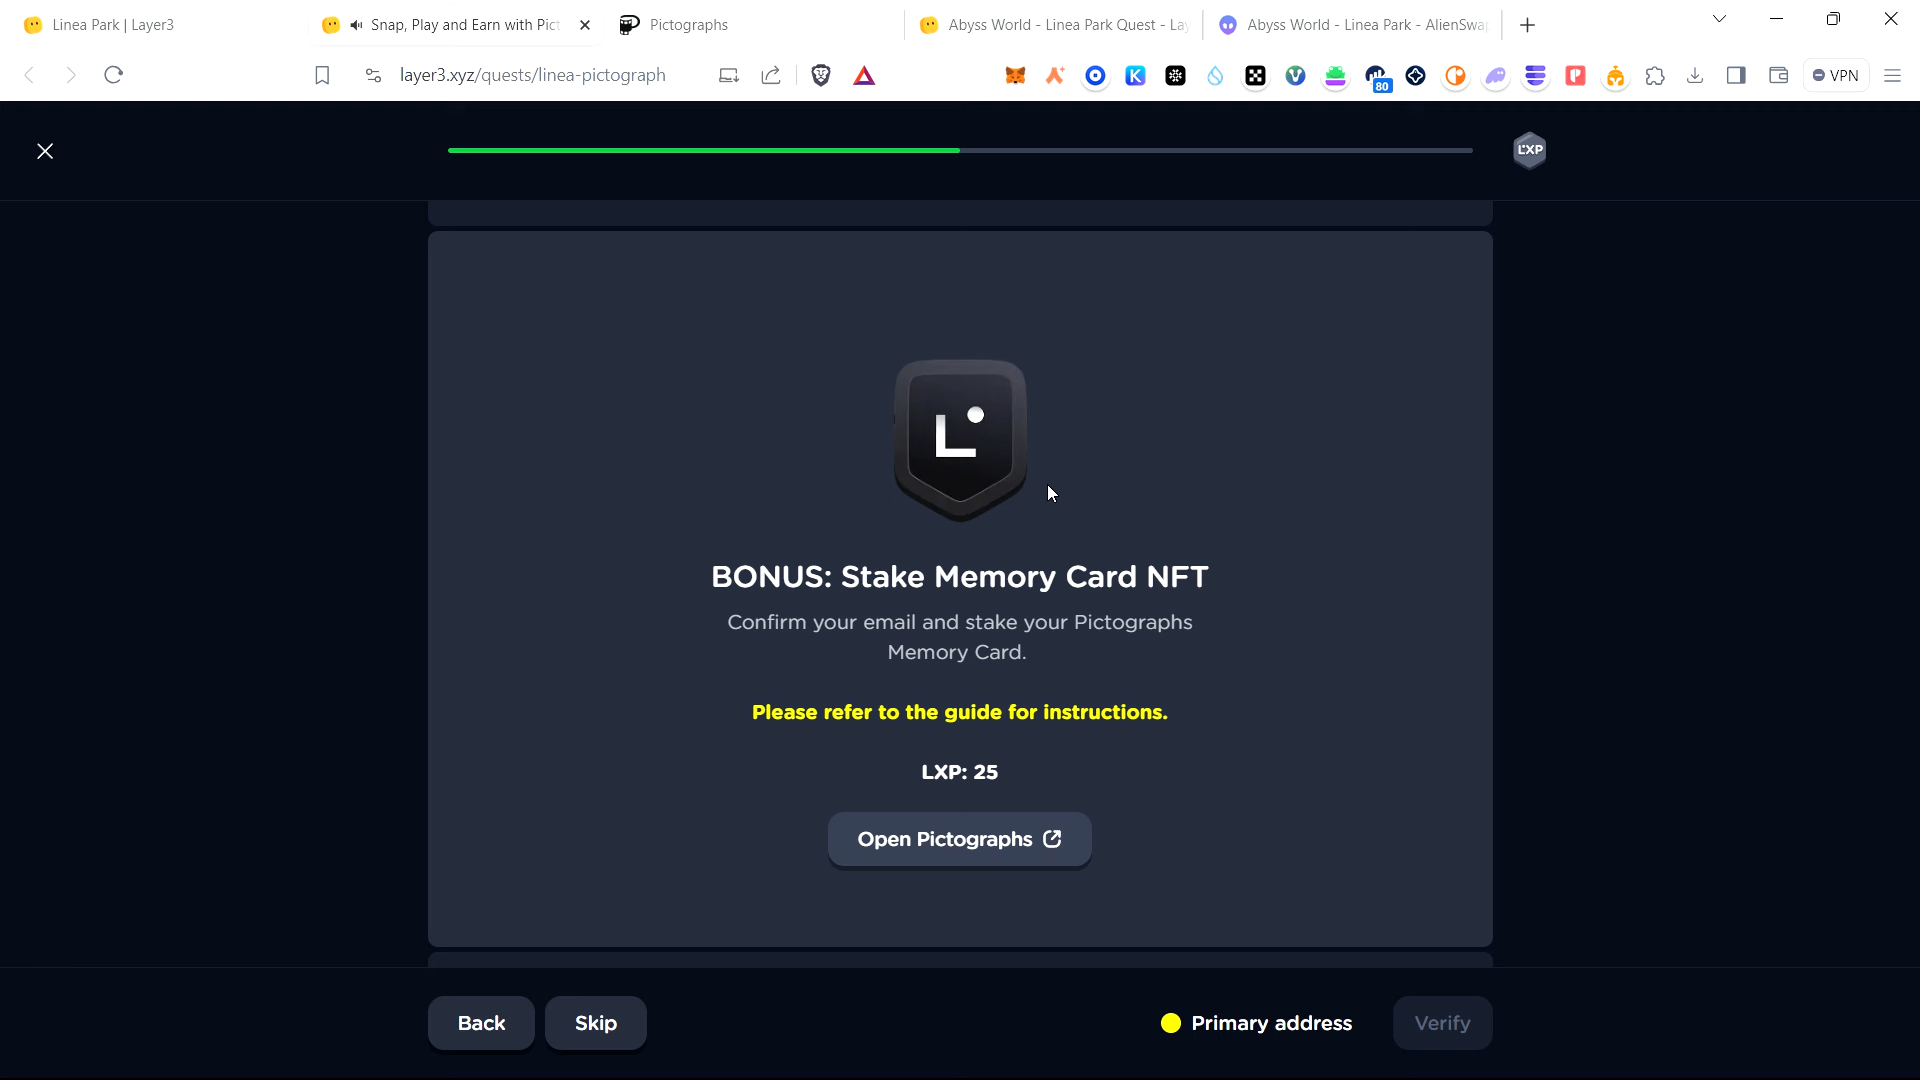 Linea Park | Layer3
Snap, Play and Earn with Pict
Pictographs
Abyss World - Linea Park Quest - Lay
Abyss World - Linea Park - AlienSwap
layer3.xyz/quests/linea-pictograph
80
VPN
LXP
BONUS: Stake Memory Card NFT
Confirm your email and stake your Pictographs
Memory Card.
Please refer to the guide for instructions.
LXP: 25
Open Pictographs
Back
Skip
Primary address
Verify